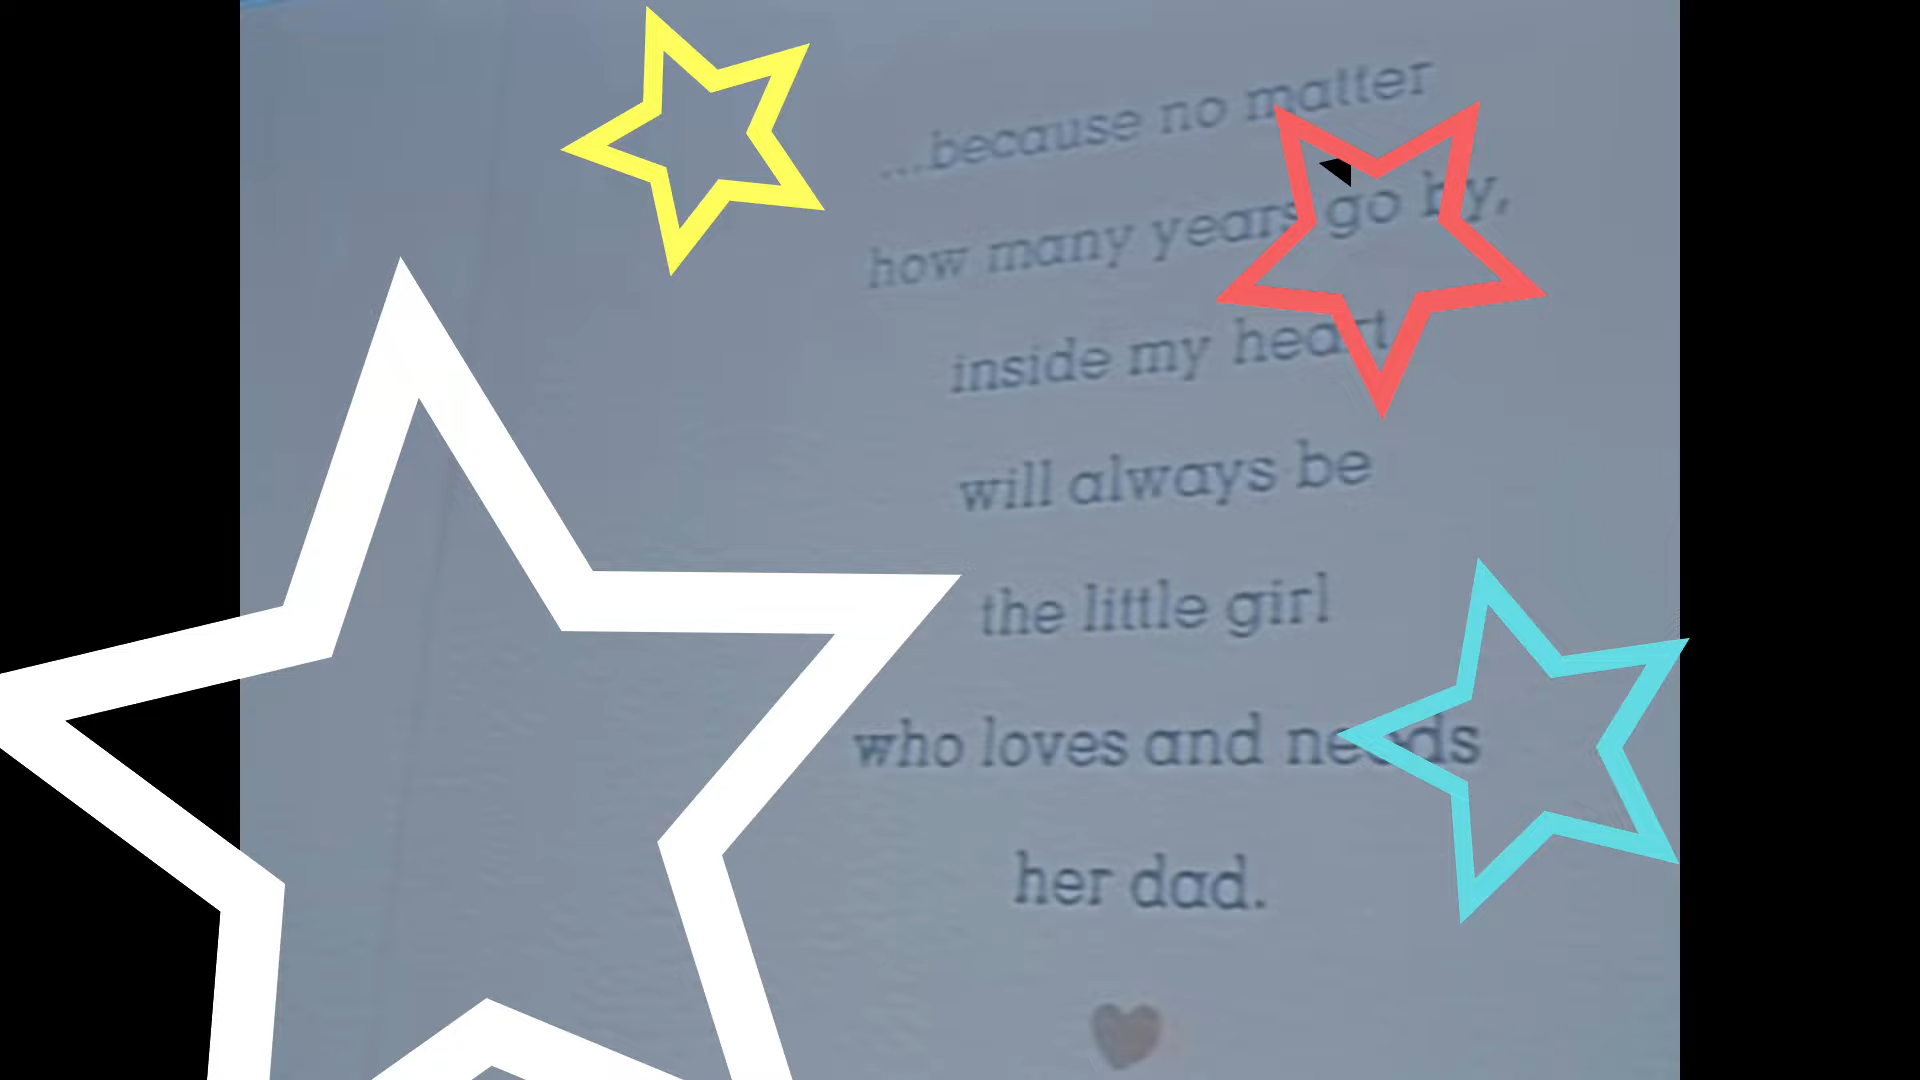 ...because no matter
how many years go by,
inside my heart
will always be
the little girl
who loves and needs
her dad.